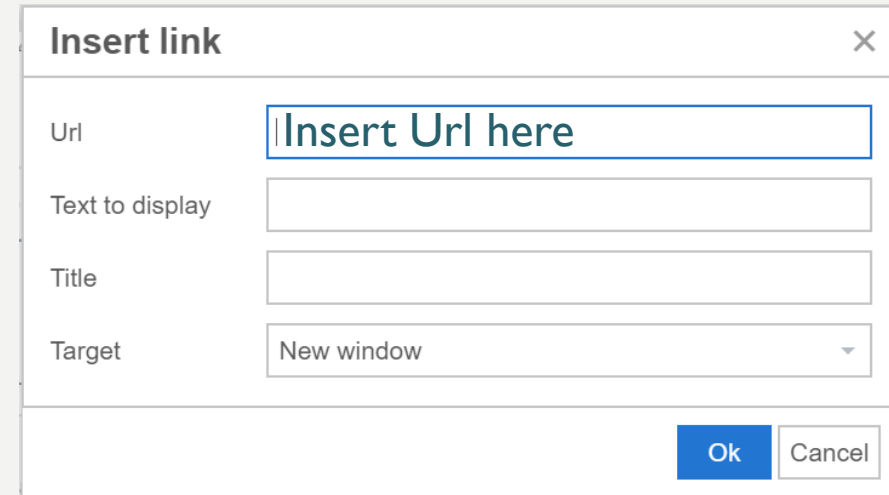 Insert link
Url Insert Url here
Text to display
Title
Target New window
Ok Cancel